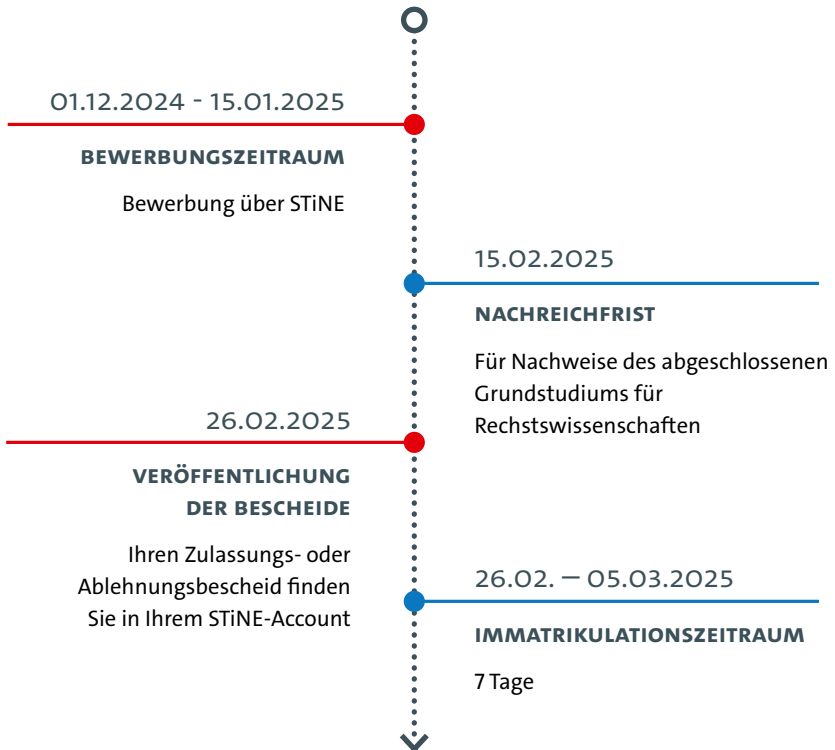 01.12.2024 - 15.01.2025
BEWERBUNGSZEITRAUM
Bewerbung über STiNE
15.02.2025
NACHREICHFRIST
Für Nachweise des abgeschlossenen
Grundstudiums für
Rechstswissenschaften
26.02.2025
VERÖFFENTLICHUNG
DER BESCHEIDE
Ihren Zulassungs- oder
Ablehnungsbescheid finden
Sie in Ihrem STiNE-Account
26.02. – 05.03.2025
IMMATRIKULATIONSZEITRAUM
7 Tage